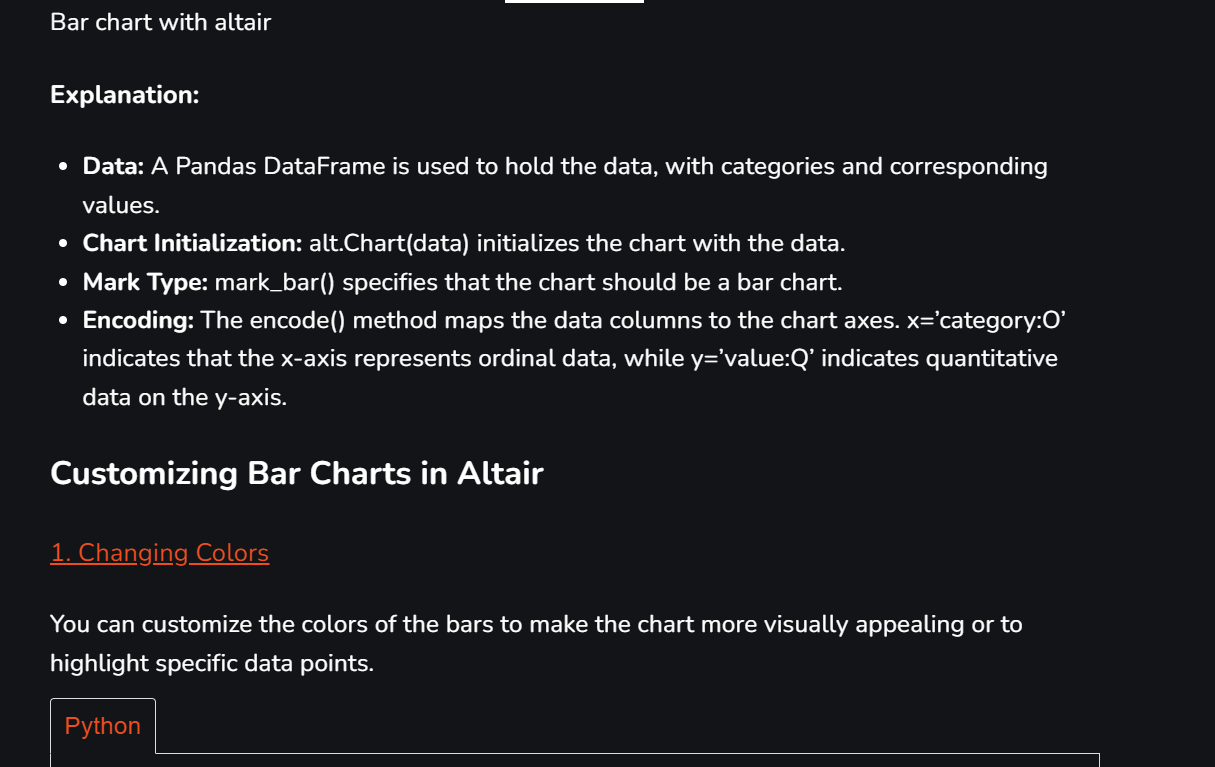 Bar chart with altair
Explanation:
• Data: A Pandas DataFrame is used to hold the data, with categories and corresponding
values.
• Chart Initialization: alt.Chart(data) initializes the chart with the data.
• Mark Type: mark_bar() specifies that the chart should be a bar chart.
• Encoding: The encode() method maps the data columns to the chart axes. x=’category:O’
indicates that the x-axis represents ordinal data, while y=’value:Q’ indicates quantitative
data on the y-axis.
Customizing Bar Charts in Altair
1. Changing Colors
You can customize the colors of the bars to make the chart more visually appealing or to
highlight specific data points.
Python